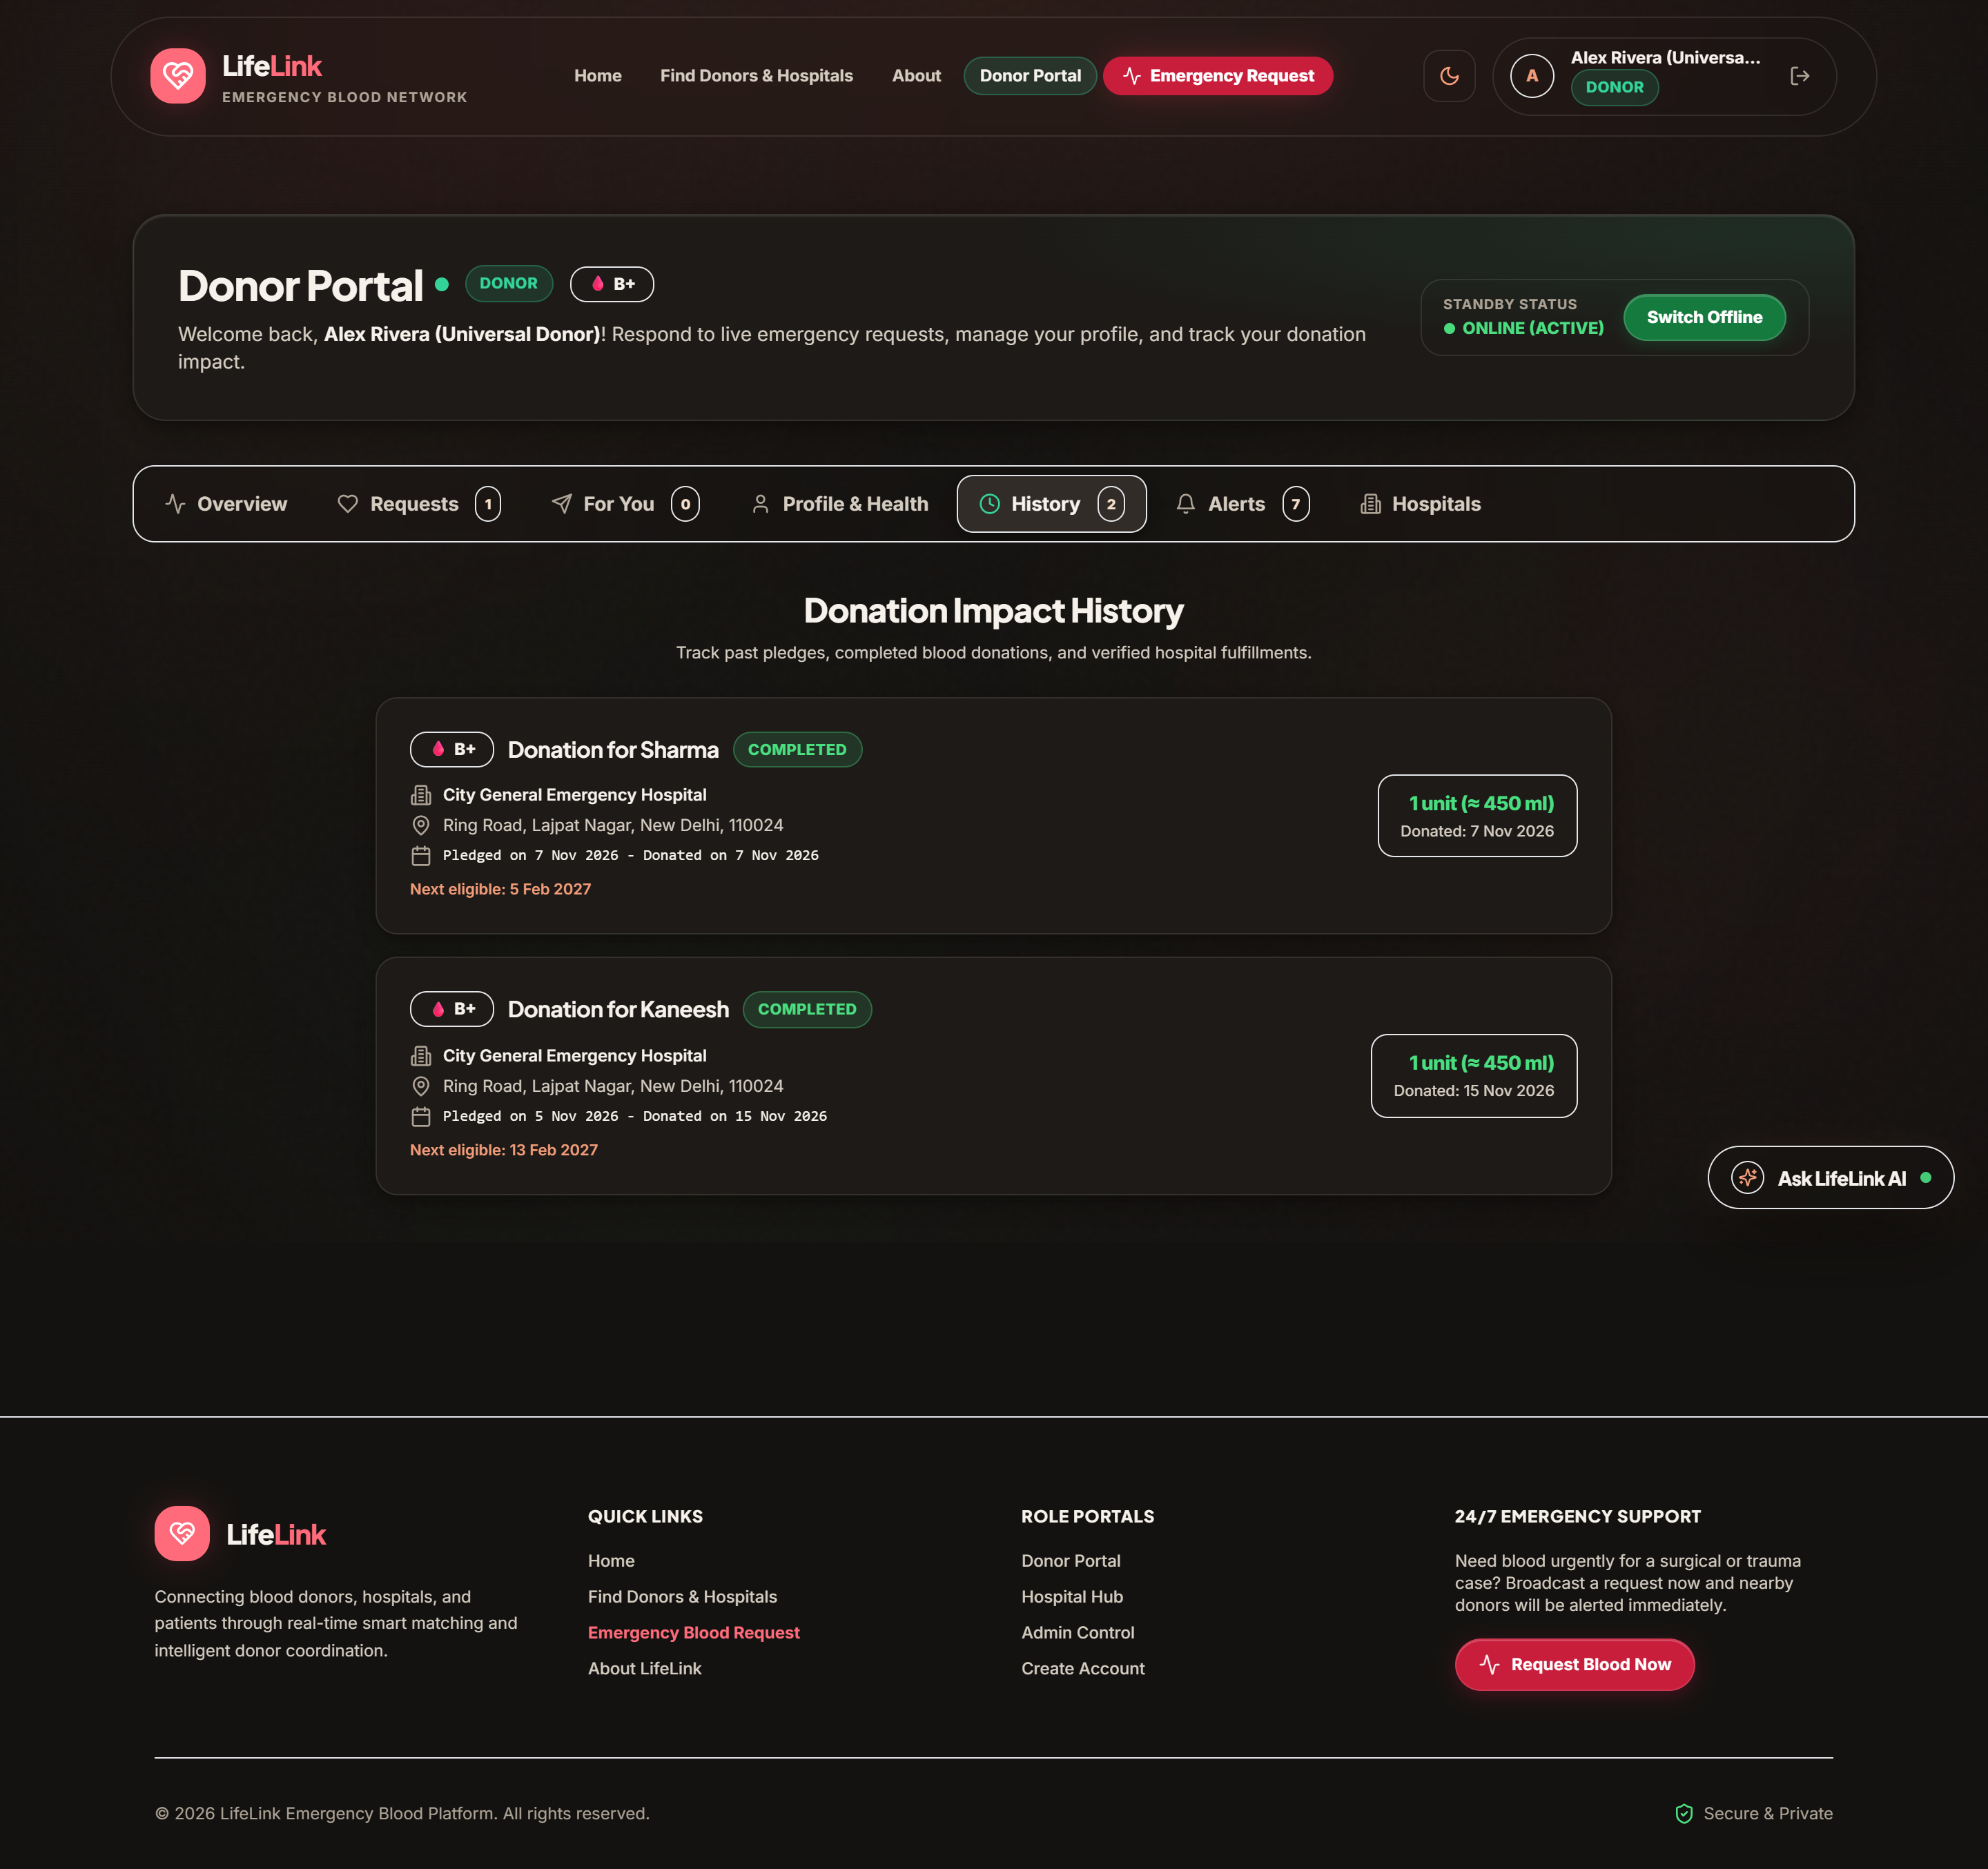 LifeLink
EMERGENCY BLOOD NETWORK
Home
Find Donors & Hospitals
About
Donor Portal
Emergency Request
A
Alex Rivera (Universa...
DONOR
Donor Portal
DONOR
B+
Welcome back, Alex Rivera (Universal Donor)! Respond to live emergency requests, manage your profile, and track your donation
impact.
STANDBY STATUS
ONLINE (ACTIVE)
Switch Offline
Overview
Requests 1
For You 0
Profile & Health
History 2
Alerts 7
Hospitals
Donation Impact History
Track past pledges, completed blood donations, and verified hospital fulfillments.
B+ Donation for Sharma COMPLETED
City General Emergency Hospital
Ring Road, Lajpat Nagar, New Delhi, 110024
Pledged on 7 Nov 2026 - Donated on 7 Nov 2026
Next eligible: 5 Feb 2027
1 unit (≈ 450 ml)
Donated: 7 Nov 2026
B+ Donation for Kaneesh COMPLETED
City General Emergency Hospital
Ring Road, Lajpat Nagar, New Delhi, 110024
Pledged on 5 Nov 2026 - Donated on 15 Nov 2026
Next eligible: 13 Feb 2027
1 unit (≈ 450 ml)
Donated: 15 Nov 2026
Ask LifeLink AI
LifeLink
Connecting blood donors, hospitals, and
patients through real-time smart matching and
intelligent donor coordination.
QUICK LINKS
Home
Find Donors & Hospitals
Emergency Blood Request
About LifeLink
ROLE PORTALS
Donor Portal
Hospital Hub
Admin Control
Create Account
24/7 EMERGENCY SUPPORT
Need blood urgently for a surgical or trauma
case? Broadcast a request now and nearby
donors will be alerted immediately.
Request Blood Now
© 2026 LifeLink Emergency Blood Platform. All rights reserved.
Secure & Private